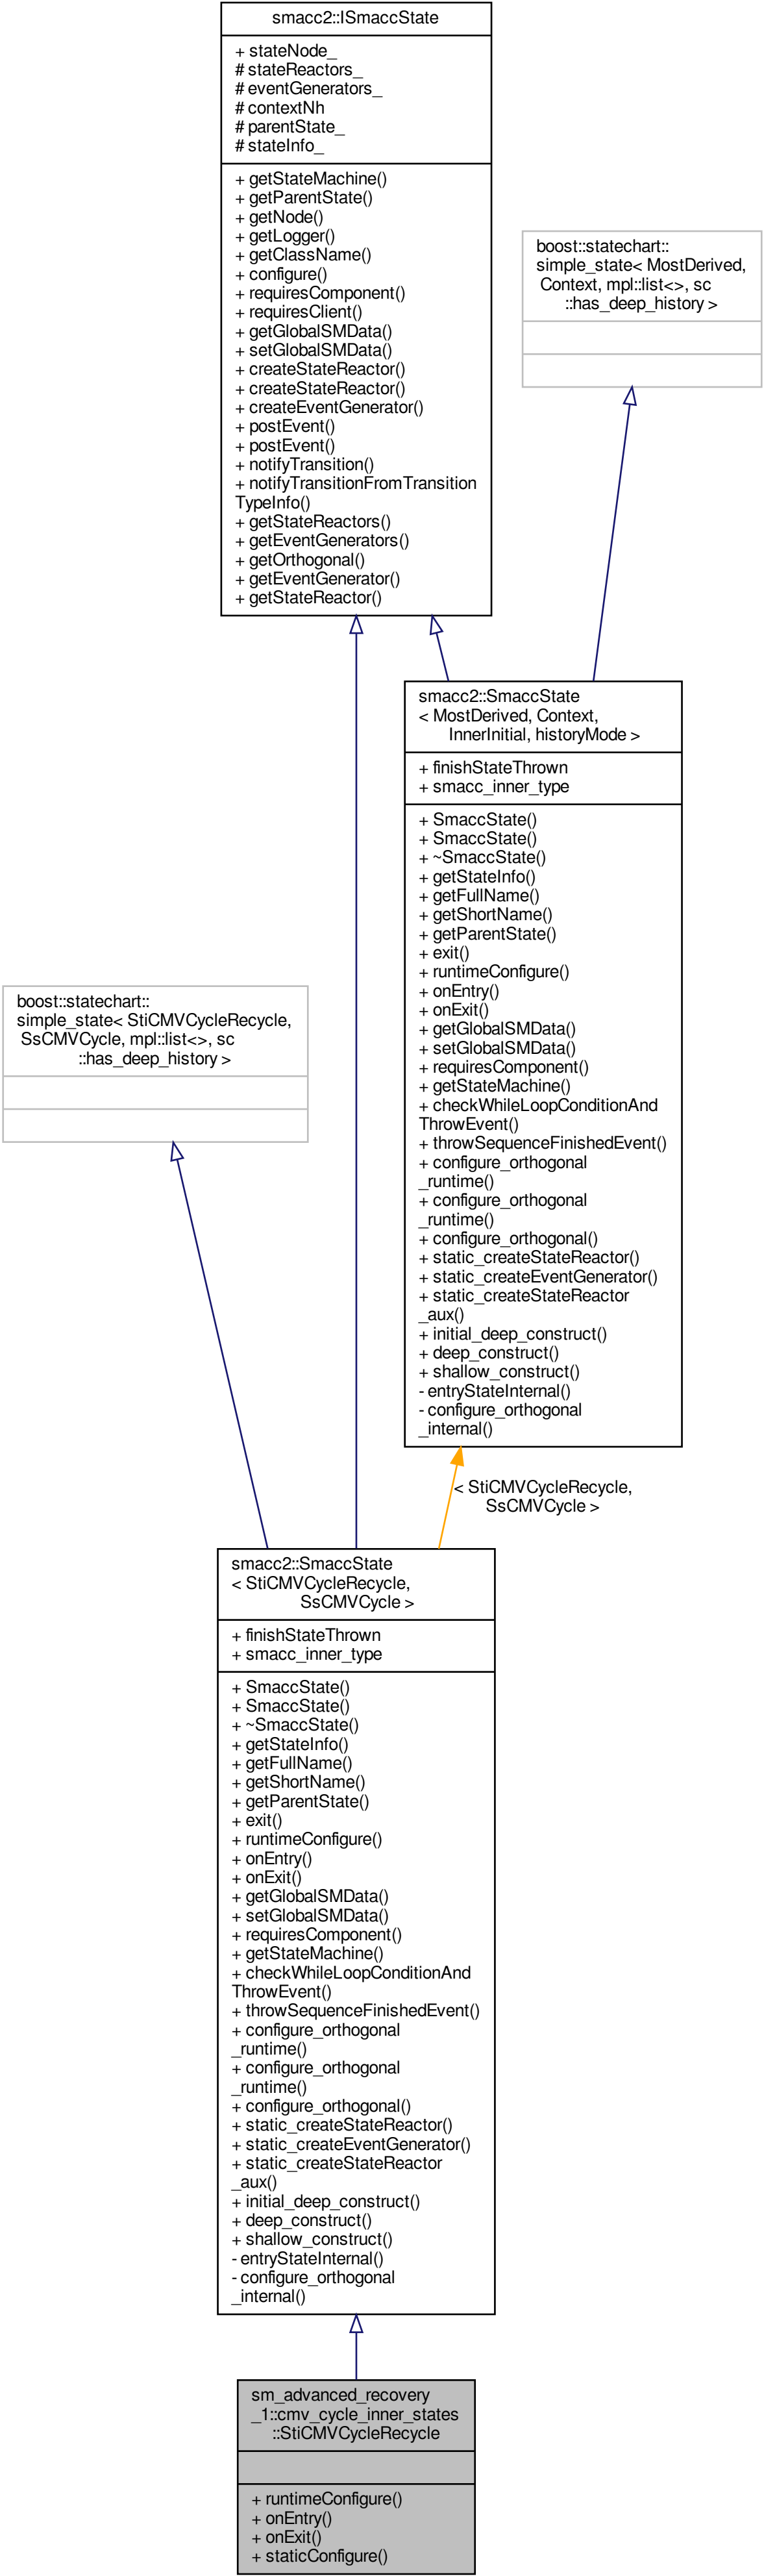 smacc2::ISmaccState
+ stateNode_
# stateReactors_
# eventGenerators_
# contextNh
# parentState_
# stateInfo_
+ getStateMachine()
+ getParentState()
+ getNode()
+ getLogger()
+ getClassName()
+ configure()
+ requiresComponent()
+ requiresClient()
+ getGlobalSMData()
+ setGlobalSMData()
+ createStateReactor()
+ createStateReactor()
+ createEventGenerator()
+ postEvent()
+ postEvent()
+ notifyTransition()
+ notifyTransitionFromTransition
TypeInfo()
+ getStateReactors()
+ getEventGenerators()
+ getOrthogonal()
+ getEventGenerator()
+ getStateReactor()
boost::statechart::
simple_state< MostDerived,
Context, mpl::list<>, sc
::has_deep_history >
smacc2::SmaccState
< MostDerived, Context,
InnerInitial, historyMode >
+ finishStateThrown
+ smacc_inner_type
+ SmaccState()
+ SmaccState()
+ ~SmaccState()
+ getStateInfo()
+ getFullName()
+ getShortName()
+ getParentState()
+ exit()
+ runtimeConfigure()
+ onEntry()
+ onExit()
+ getGlobalSMData()
+ setGlobalSMData()
+ requiresComponent()
+ getStateMachine()
+ checkWhileLoopConditionAnd
ThrowEvent()
+ throwSequenceFinishedEvent()
+ configure_orthogonal
_runtime()
+ configure_orthogonal
_runtime()
+ configure_orthogonal()
+ static_createStateReactor()
+ static_createEventGenerator()
+ static_createStateReactor
_aux()
+ initial_deep_construct()
+ deep_construct()
+ shallow_construct()
- entryStateInternal()
- configure_orthogonal
_internal()
boost::statechart::
simple_state< StiCMVCycleRecycle,
SsCMVCycle, mpl::list<>, sc
::has_deep_history >
< StiCMVCycleRecycle,
SsCMVCycle >
smacc2::SmaccState
< StiCMVCycleRecycle,
SsCMVCycle >
+ finishStateThrown
+ smacc_inner_type
+ SmaccState()
+ SmaccState()
+ ~SmaccState()
+ getStateInfo()
+ getFullName()
+ getShortName()
+ getParentState()
+ exit()
+ runtimeConfigure()
+ onEntry()
+ onExit()
+ getGlobalSMData()
+ setGlobalSMData()
+ requiresComponent()
+ getStateMachine()
+ checkWhileLoopConditionAnd
ThrowEvent()
+ throwSequenceFinishedEvent()
+ configure_orthogonal
_runtime()
+ configure_orthogonal
_runtime()
+ configure_orthogonal()
+ static_createStateReactor()
+ static_createEventGenerator()
+ static_createStateReactor
_aux()
+ initial_deep_construct()
+ deep_construct()
+ shallow_construct()
- entryStateInternal()
- configure_orthogonal
_internal()
sm_advanced_recovery
_1::cmv_cycle_inner_states
::StiCMVCycleRecycle
+ runtimeConfigure()
+ onEntry()
+ onExit()
+ staticConfigure()